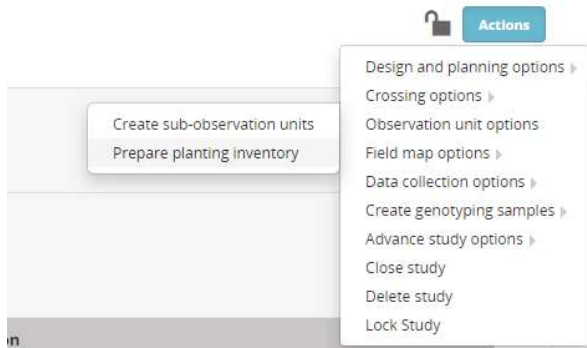 Actions
Design and planning options
Crossing options
Create sub-observation units
Observation unit options
Prepare planting inventory
Field map options
Data collection options
Create genotyping samples
Advance study options
Close study
Delete study
Lock Study
on